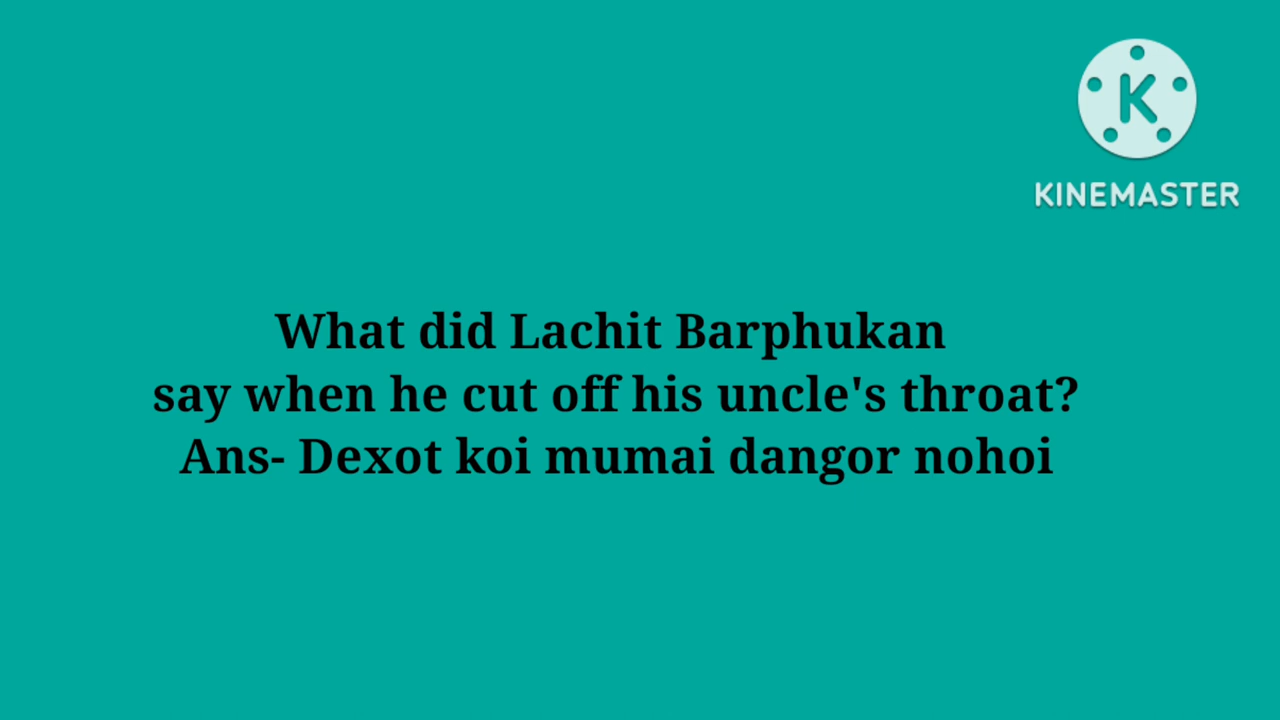 K
KINEMASTER
What did Lachit Barphukan
say when he cut off his uncle's throat?
Ans- Dexot koi mumai dangor nohoi